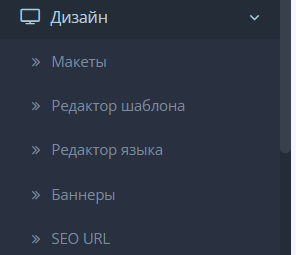 Дизайн
Макеты
Редактор шаблона
Редактор языка
Баннеры
SEO URL